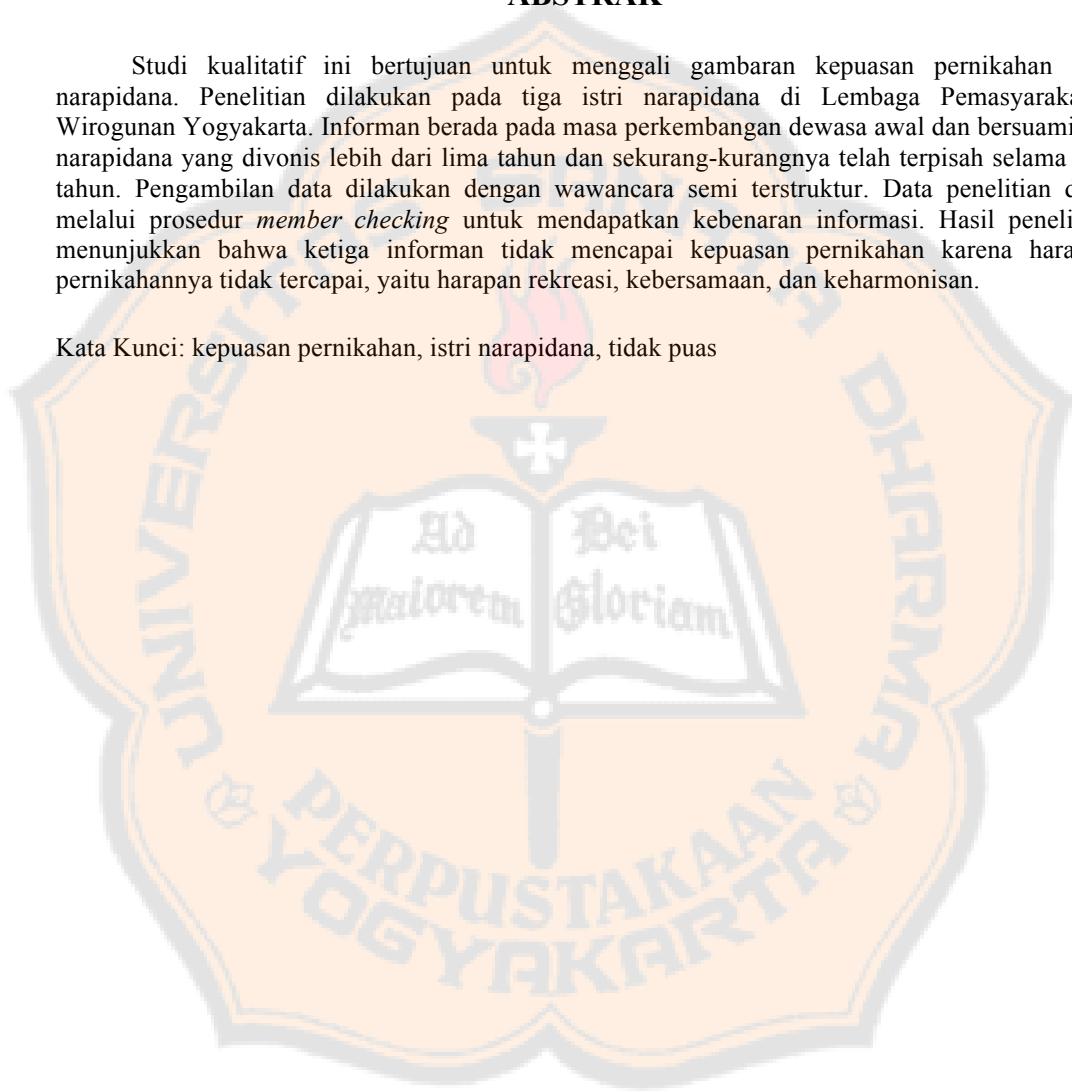 ABSTRAK
Studi kualitatif ini bertujuan untuk menggali gambaran kepuasan pernikahan
narapidana. Penelitian dilakukan pada tiga istri narapidana di Lembaga Pemasyaraka
Wirogunan Yogyakarta. Informan berada pada masa perkembangan dewasa awal dan bersuami
narapidana yang divonis lebih dari lima tahun dan sekurang-kurangnya telah terpisah selama
tahun. Pengambilan data dilakukan dengan wawancara semi terstruktur. Data penelitian d
melalui prosedur member checking untuk mendapatkan kebenaran informasi. Hasil peneli
menunjukkan bahwa ketiga informan tidak mencapai kepuasan pernikahan karena hara
pernikahannya tidak tercapai, yaitu harapan rekreasi, kebersamaan, dan keharmonisan.
Kata Kunci: kepuasan pernikahan, istri narapidana, tidak puas
UNIVERSITAS SANATA DHARMA
Ad Dei
Maiorem Gloriam
PERPUSTAKAAN
YOGYAKARTA